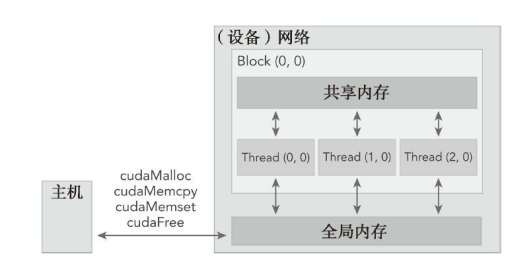 （设备）网络
Block (0, 0)
共享内存
Thread (0, 0)
Thread (1, 0)
Thread (2, 0)
cudaMalloc
cudaMemcpy
cudaMemset
cudaFree
主机
全局内存